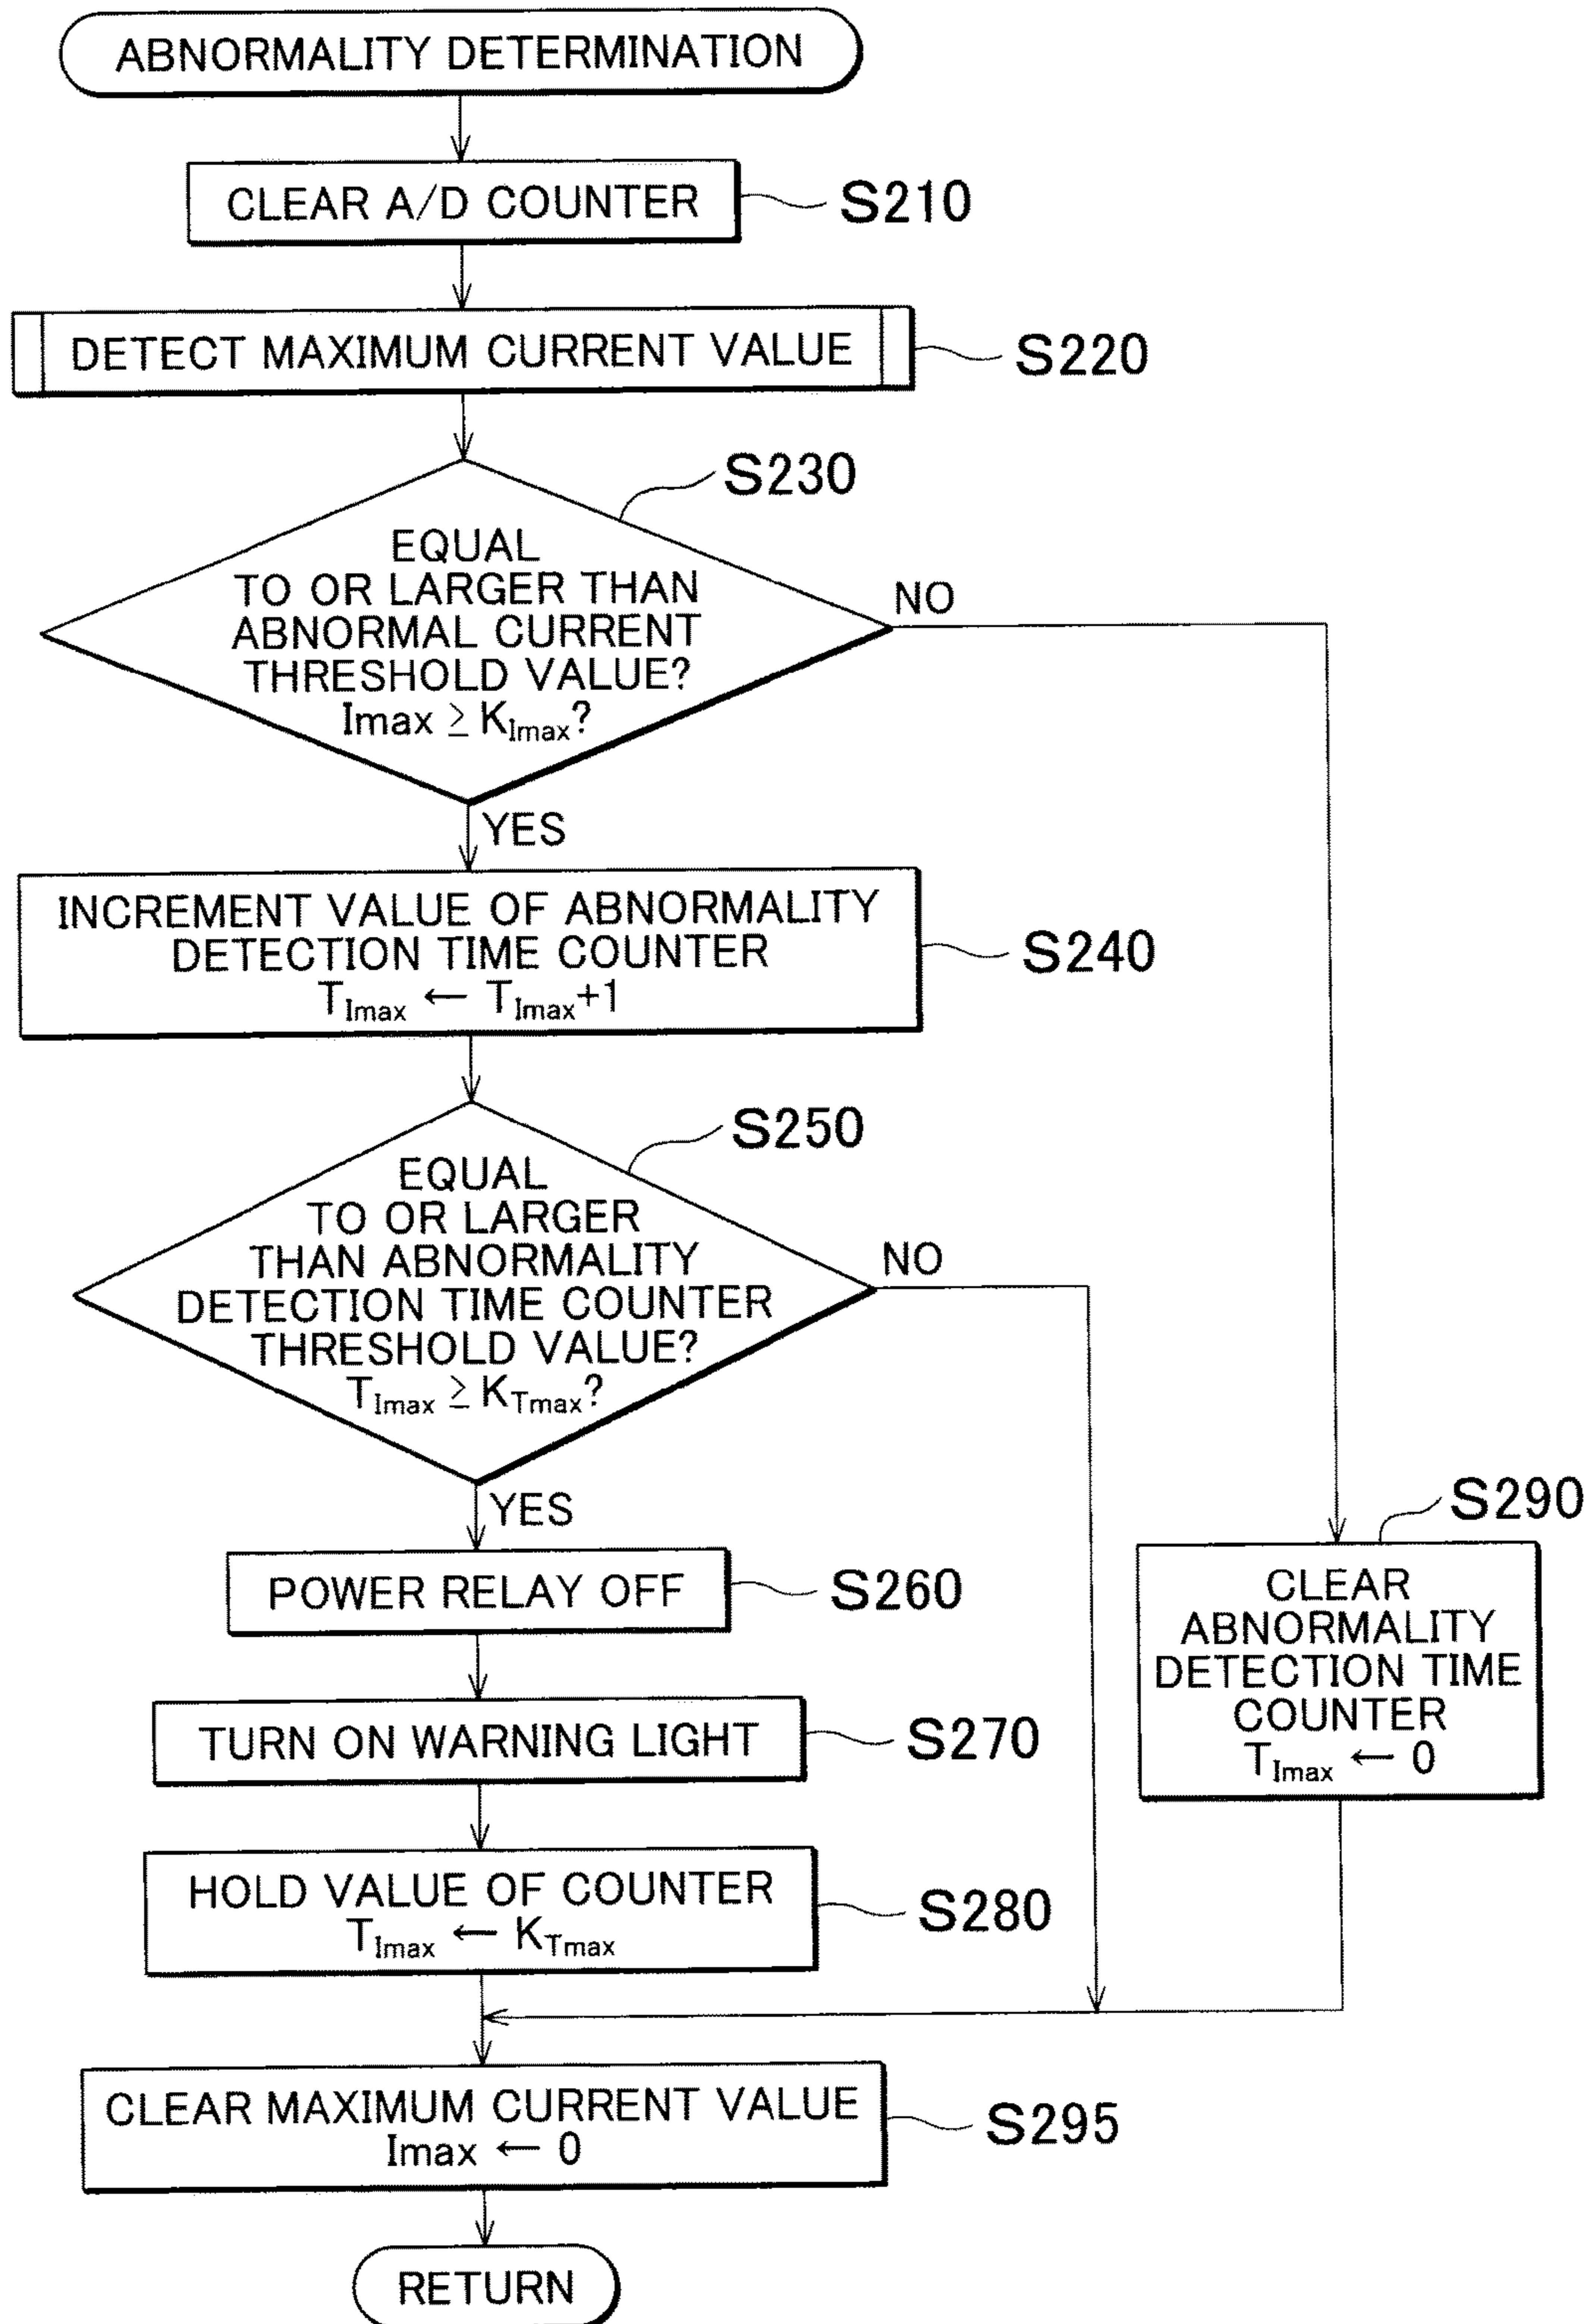 ABNORMALITY DETERMINATION
CLEAR A/D COUNTER
S210
DETECT MAXIMUM CURRENT VALUE
S220
S230
EQUAL
TO OR LARGER THAN
ABNORMAL CURRENT
THRESHOLD VALUE?
Imax ≥ KImax?
NO
YES
INCREMENT VALUE OF ABNORMALITY
DETECTION TIME COUNTER
TImax ← TImax+1
S240
S250
EQUAL
TO OR LARGER
THAN ABNORMALITY
DETECTION TIME COUNTER
THRESHOLD VALUE?
TImax ≥ KTmax?
NO
YES
POWER RELAY OFF
S260
TURN ON WARNING LIGHT
S270
HOLD VALUE OF COUNTER
TImax ← KTmax
S280
S290
CLEAR
ABNORMALITY
DETECTION TIME
COUNTER
TImax ← 0
CLEAR MAXIMUM CURRENT VALUE
Imax ← 0
S295
RETURN